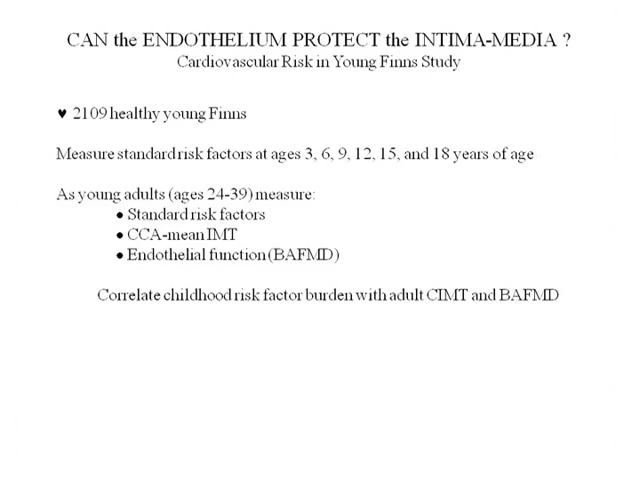 CAN the ENDOTHELIUM PROTECT the INTIMA-MEDIA ?
Cardiovascular Risk in Young Finns Study
♥ 2109 healthy young Finns
Measure standard risk factors at ages 3, 6, 9, 12, 15, and 18 years of age
As young adults (ages 24-39) measure:
● Standard risk factors
● CCA-mean IMT
● Endothelial function (BAFMD)
Correlate childhood risk factor burden with adult CIMT and BAFMD